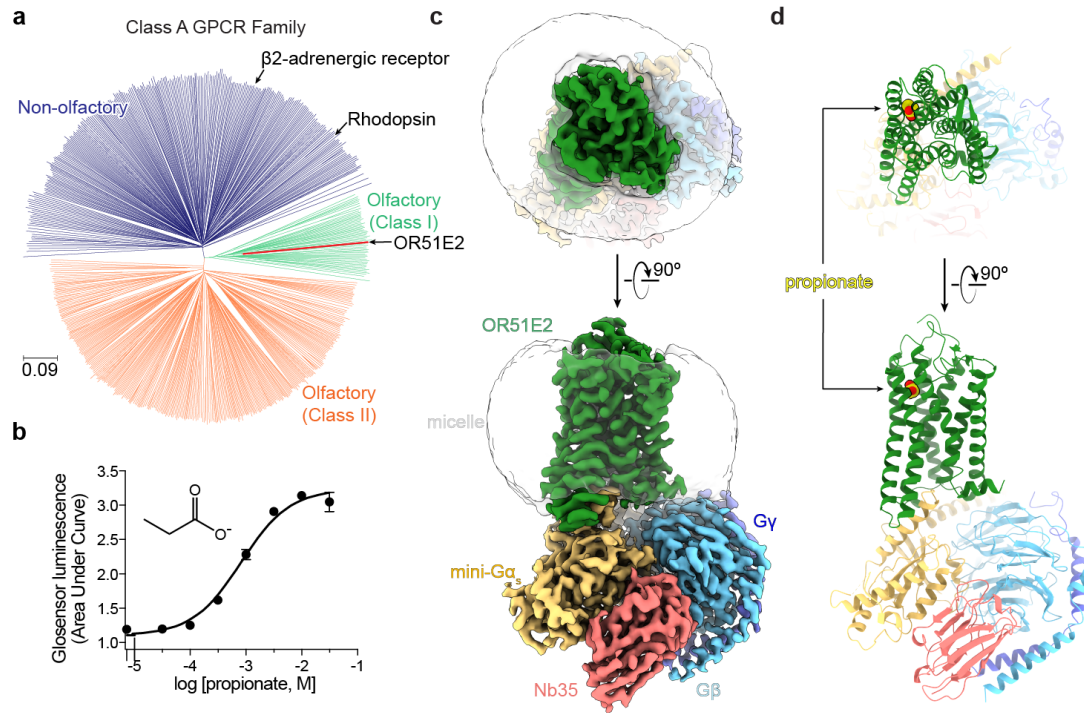 a
Class A GPCR Family
β2-adrenergic receptor
Non-olfactory
Rhodopsin
Olfactory
(Class I)
OR51E2
0.09
Olfactory
(Class II)
b
Glosensor luminescence
(Area Under Curve)
3.5
3.0
2.5
2.0
1.5
1.0
O
O-
-5
-4
-3
-2
-1
log [propionate, M]
c
90º
OR51E2
micelle
Gγ
mini-Gαs
Nb35
Gβ
d
propionate
90º